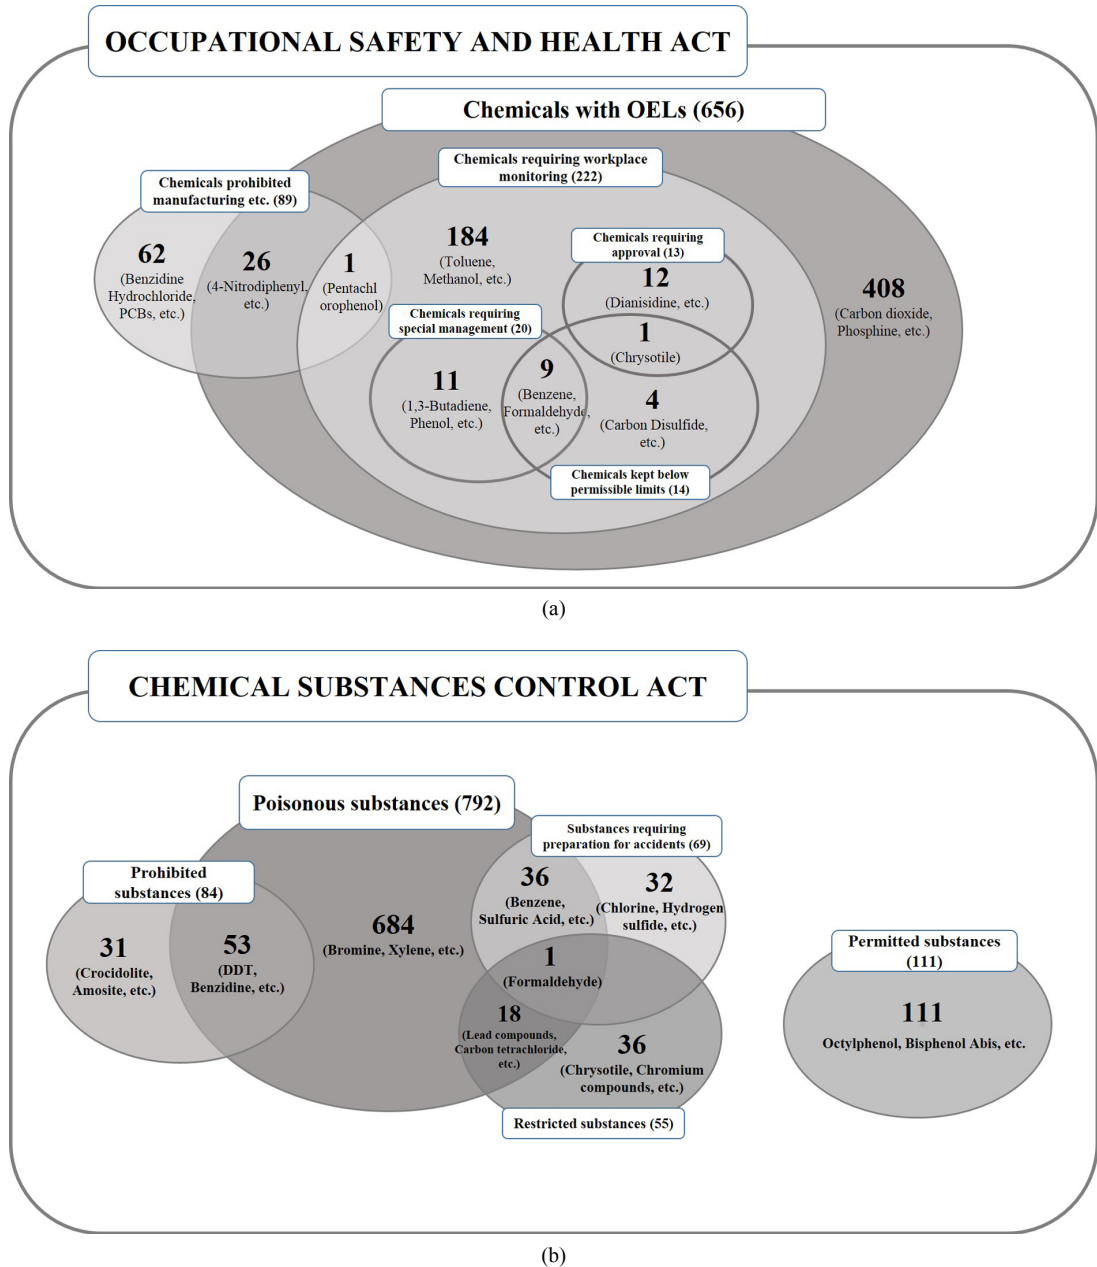 OCCUPATIONAL SAFETY AND HEALTH ACT
Chemicals with OELs (656)
Chemicals requiring workplace
monitoring (222)
Chemicals prohibited
manufacturing etc. (89)
62
(Benzidine
Hydrochloride,
PCBs, etc.)
26
(4-Nitrodiphenyl,
etc.)
1
(Pentachl
orophenol)
184
(Toluene,
Methanol, etc.)
Chemicals requiring
approval (13)
12
(Dianisidine, etc.)
1
(Chrysotile)
408
(Carbon dioxide,
Phosphine, etc.)
Chemicals requiring
special management (20)
11
(1,3-Butadiene,
Phenol, etc.)
9
(Benzene,
Formaldehyde,
etc.)
4
(Carbon Disulfide,
etc.)
Chemicals kept below
permissible limits (14)
(a)
CHEMICAL SUBSTANCES CONTROL ACT
Poisonous substances (792)
Substances requiring
preparation for accidents (69)
Prohibited
substances (84)
31
(Crocidolite,
Amosite, etc.)
53
(DDT,
Benzidine, etc.)
684
(Bromine, Xylene, etc.)
36
(Benzene,
Sulfuric Acid, etc.)
32
(Chlorine, Hydrogen
sulfide, etc.)
1
(Formaldehyde)
18
(Lead compounds,
Carbon tetrachloride,
etc.)
36
(Chrysotile, Chromium
compounds, etc.)
Restricted substances (55)
Permitted substances
(111)
111
Octylphenol, Bisphenol Abis, etc.
(b)